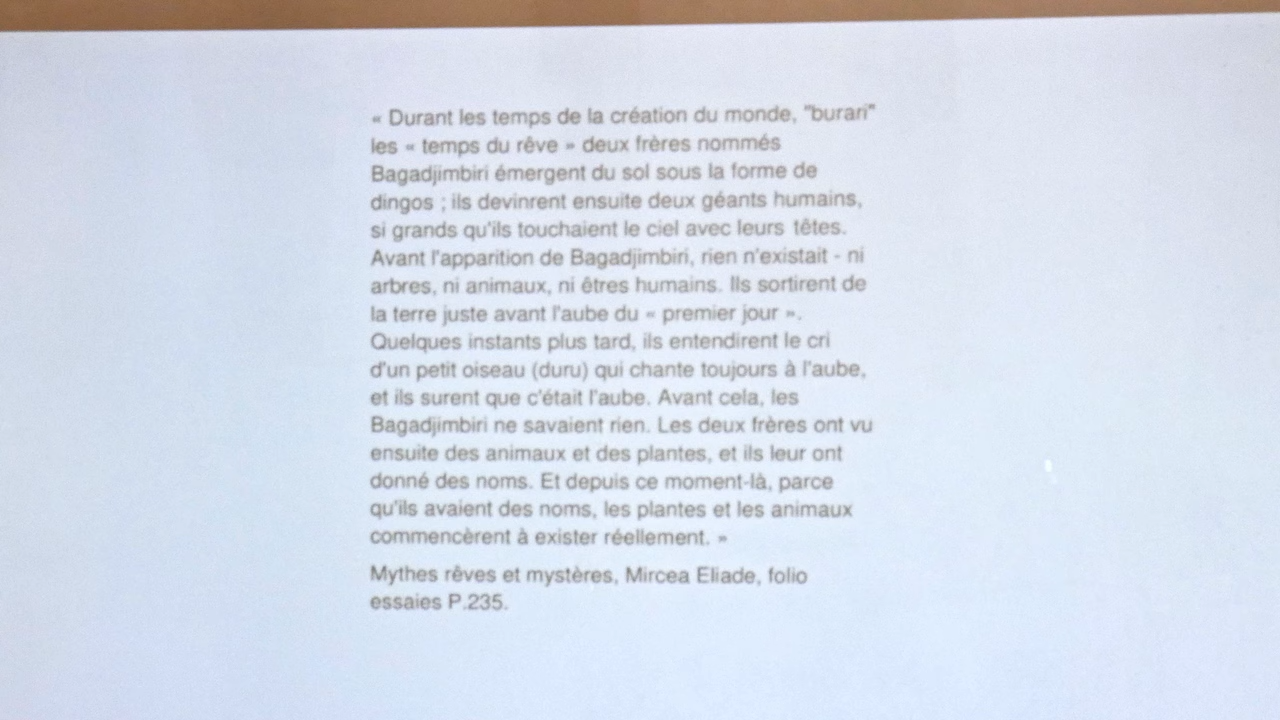 « Durant les temps de la création du monde, "burari"
les « temps du rêve » deux frères nommés
Bagadjimbiri émergent du sol sous la forme de
dingos ; ils devinrent ensuite deux géants humains,
si grands qu'ils touchaient le ciel avec leurs têtes.
Avant l'apparition de Bagadjimbiri, rien n'existait - ni
arbres, ni animaux, ni êtres humains. Ils sortirent de
la terre juste avant l'aube du « premier jour ».
Quelques instants plus tard, ils entendirent le cri
d'un petit oiseau (duru) qui chante toujours à l'aube,
et ils surent que c'était l'aube. Avant cela, les
Bagadjimbiri ne savaient rien. Les deux frères ont vu
ensuite des animaux et des plantes, et ils leur ont
donné des noms. Et depuis ce moment-là, parce
qu'ils avaient des noms, les plantes et les animaux
commencèrent à exister réellement. »
Mythes rêves et mystères, Mircea Eliade, folio
essaies P.235.